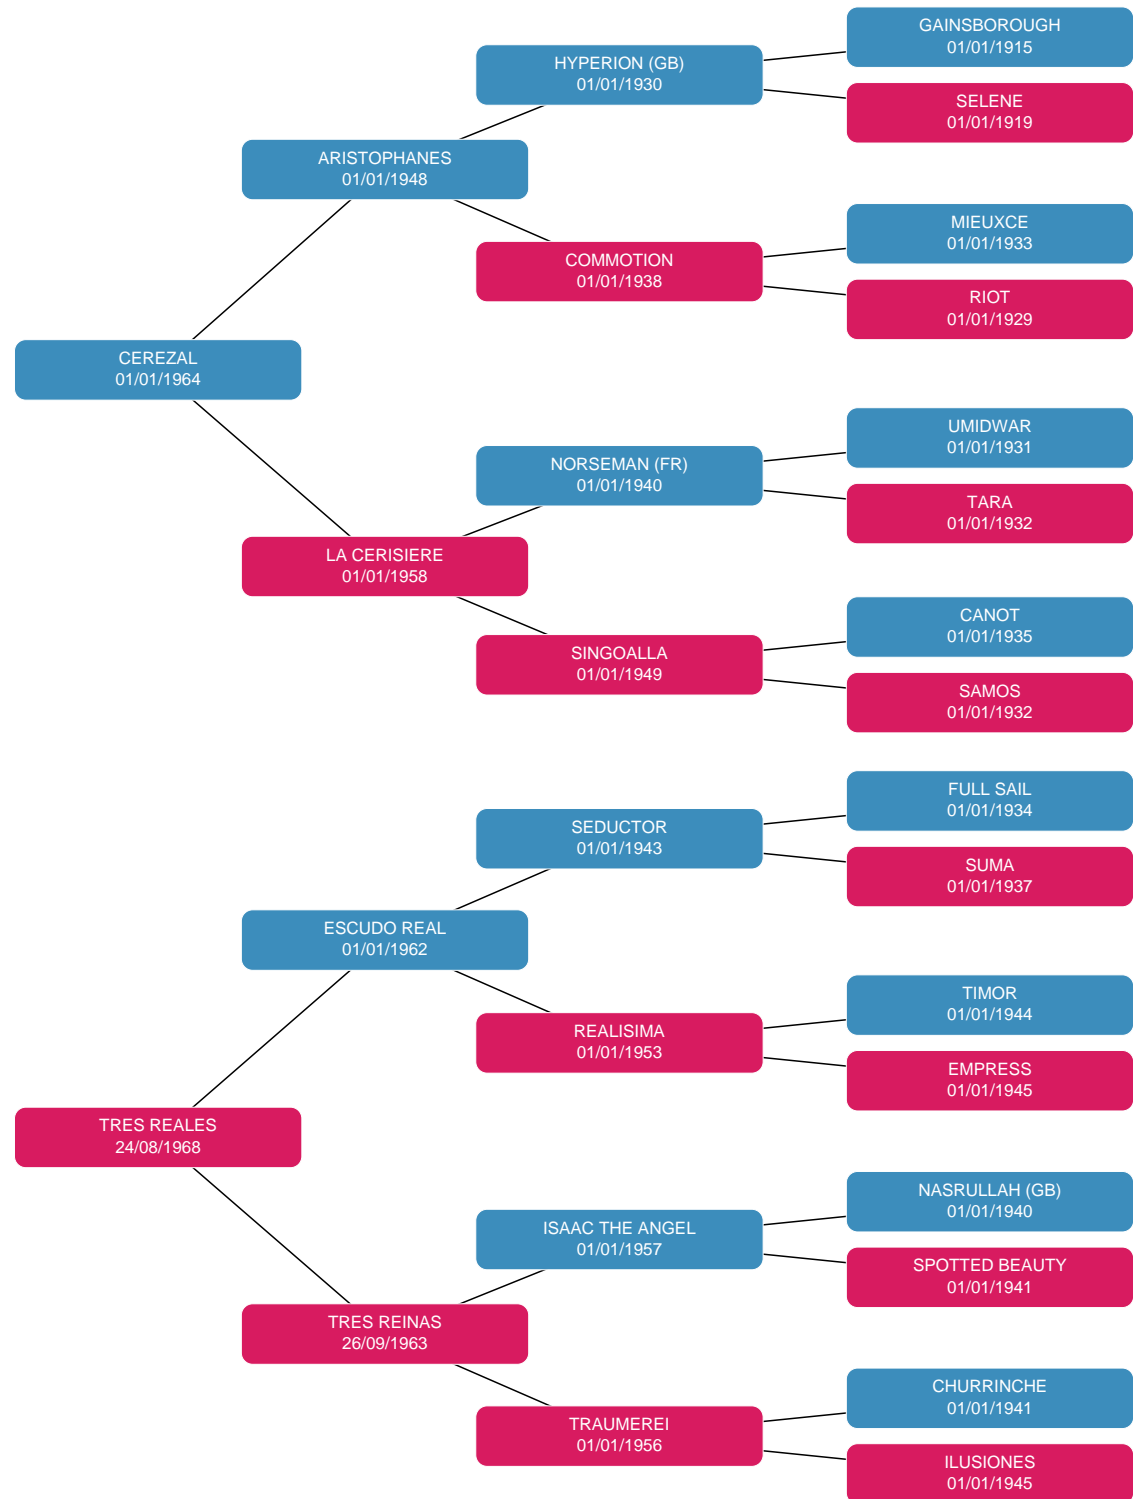 GAINSBOROUGH
01/01/1915
HYPERION (GB)
01/01/1930
SELENE
01/01/1919
ARISTOPHANES
01/01/1948
MIEUXCE
01/01/1933
COMMOTION
01/01/1938
RIOT
01/01/1929
CEREZAL
01/01/1964
UMIDWAR
01/01/1931
NORSEMAN (FR)
01/01/1940
TARA
01/01/1932
LA CERISIERE
01/01/1958
CANOT
01/01/1935
SINGOALLA
01/01/1949
SAMOS
01/01/1932
FULL SAIL
01/01/1934
SEDUCTOR
01/01/1943
SUMA
01/01/1937
ESCUDO REAL
01/01/1962
TIMOR
01/01/1944
REALISIMA
01/01/1953
EMPRESS
01/01/1945
TRES REALES
24/08/1968
NASRULLAH (GB)
01/01/1940
ISAAC THE ANGEL
01/01/1957
SPOTTED BEAUTY
01/01/1941
TRES REINAS
26/09/1963
CHURRINCHE
01/01/1941
TRAUMEREI
01/01/1956
ILUSIONES
01/01/1945